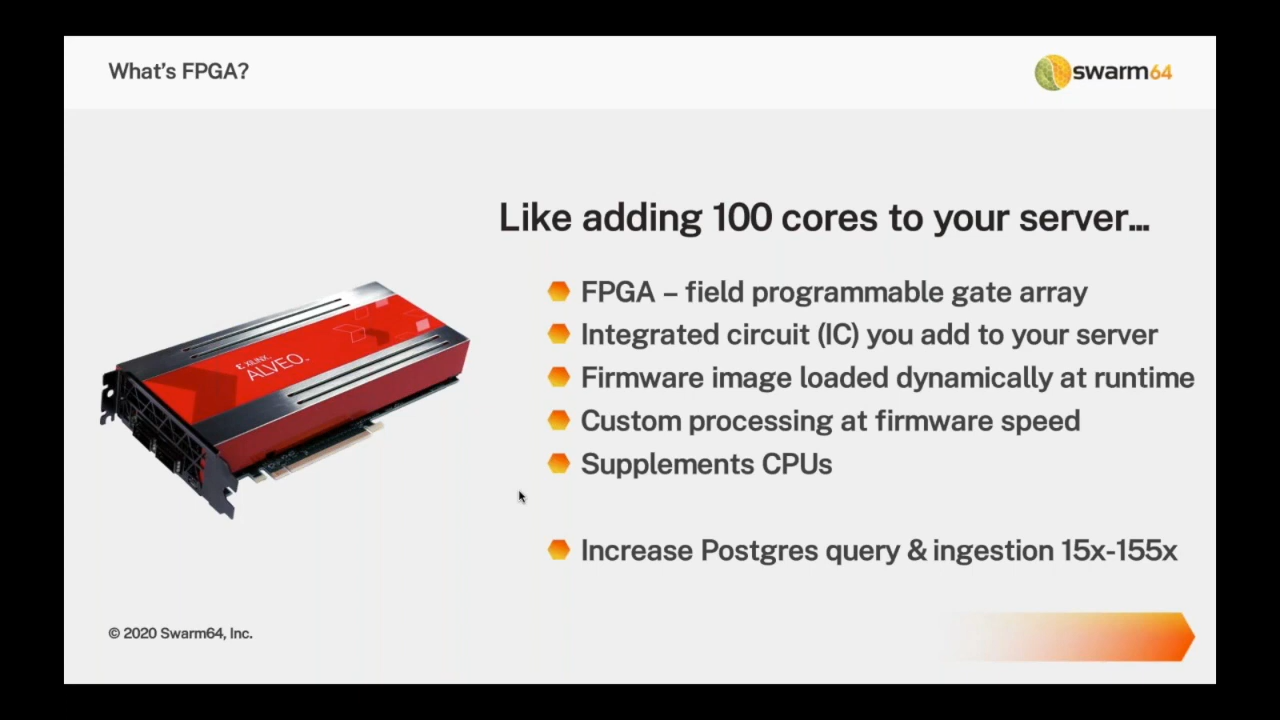 What's FPGA?
swarm64
Like adding 100 cores to your server...
FPGA – field programmable gate array
Integrated circuit (IC) you add to your server
Firmware image loaded dynamically at runtime
Custom processing at firmware speed
Supplements CPUs
Increase Postgres query & ingestion 15x-155x
XILINX
ALVEO
© 2020 Swarm64, Inc.